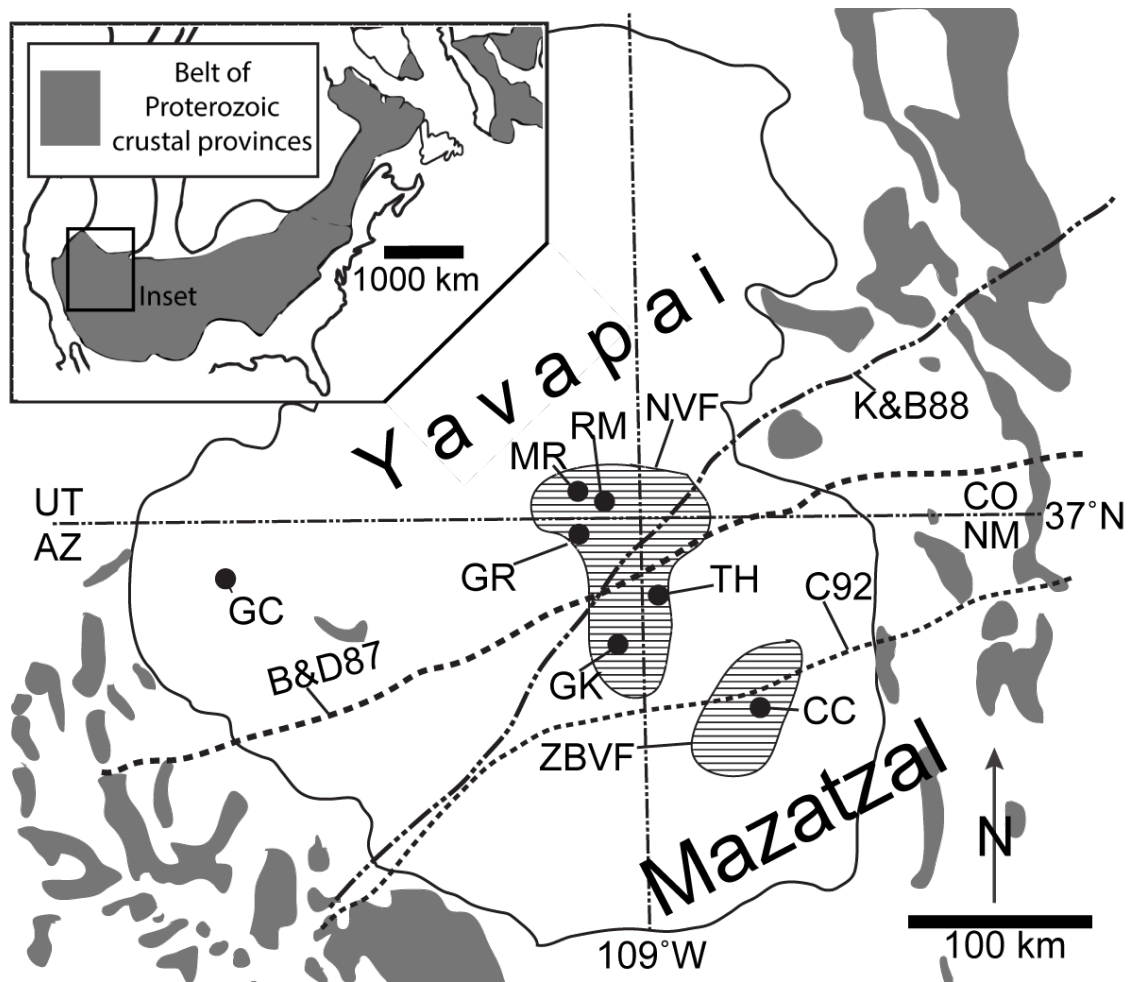 Belt of
Proterozoic
crustal provinces
1000 km
Inset
Yavapai
NVF
RM
MR
K&B88
UT
AZ
CO
NM
37°N
GR
TH
C92
GC
B&D87
GK
CC
ZBVF
Mazatzal
N
109°W
100 km